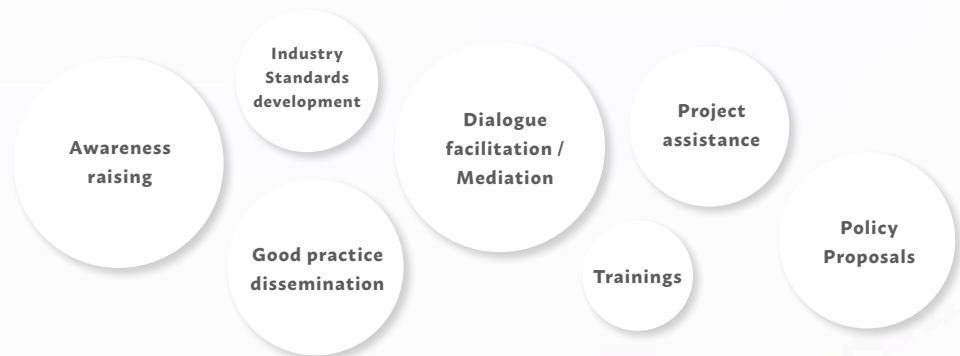 Awareness
raising
Industry
Standards
development
Good practice
dissemination
Dialogue
facilitation /
Mediation
Project
assistance
Trainings
Policy
Proposals